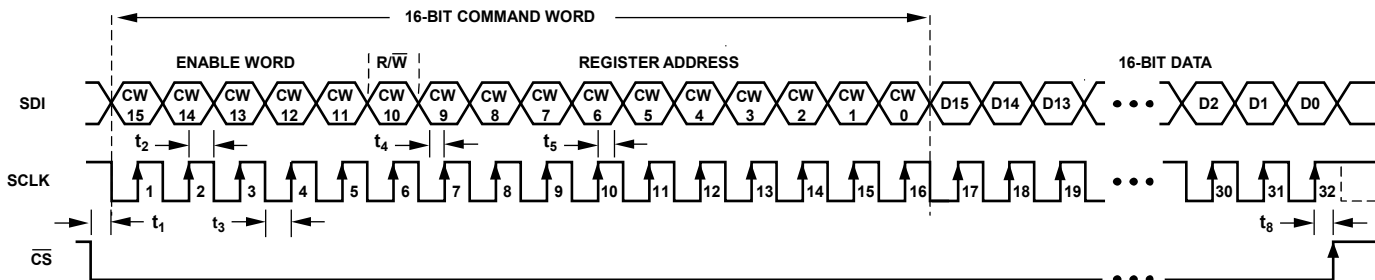 16-BIT COMMAND WORD
ENABLE WORD R/W̅ REGISTER ADDRESS 16-BIT DATA
SDI CW 15 CW 14 CW 13 CW 12 CW 11 CW 10 CW 9 CW 8 CW 7 CW 6 CW 5 CW 4 CW 3 CW 2 CW 1 CW 0 D15 D14 D13 ••• D2 D1 D0
t2 t4 t5
SCLK 1 2 3 4 5 6 7 8 9 10 11 12 13 14 15 16 17 18 19 ••• 30 31 32
t1 t3 t8
C̅S̅ •••